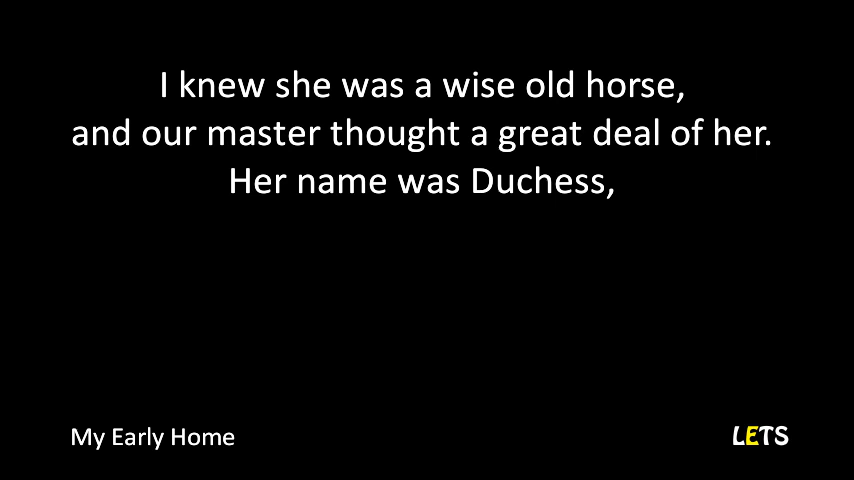 I knew she was a wise old horse,
and our master thought a great deal of her.
Her name was Duchess,
My Early Home
LETS